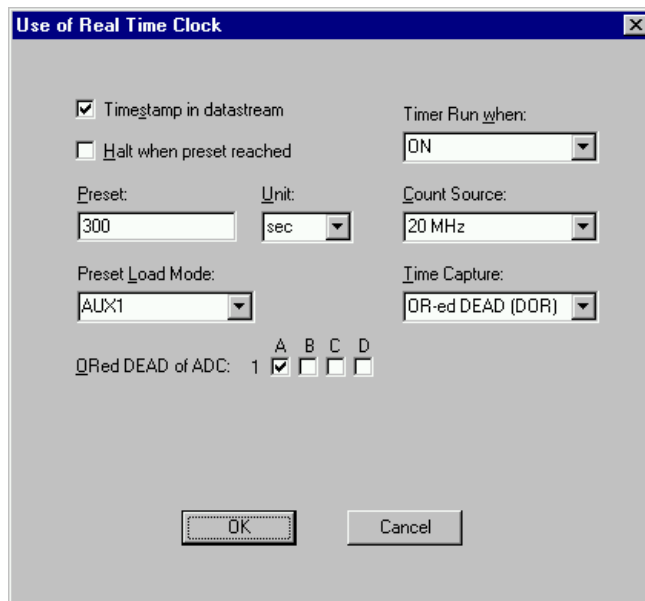 Use of Real Time Clock
Timestamp in datastream
Halt when preset reached
Timer Run when:
ON
Preset:
Unit:
Count Source:
300
sec
20 MHz
Preset Load Mode:
Time Capture:
AUX1
OR-ed DEAD (DOR)
A B C D
ORed DEAD of ADC: 1
OK
Cancel